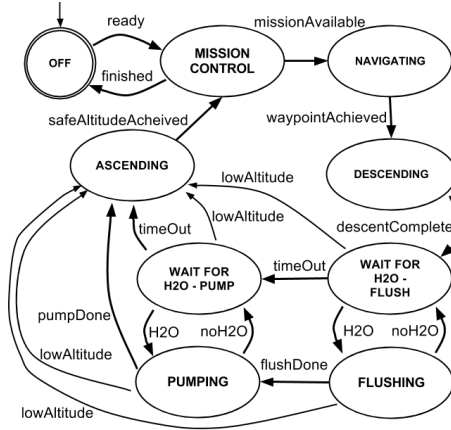 ready
missionAvailable
OFF
MISSION
CONTROL
NAVIGATING
finished
safeAltitudeAcheived
waypointAchieved
ASCENDING
DESCENDING
lowAltitude
lowAltitude
descentComplete
timeOut
WAIT FOR
H2O - PUMP
timeOut
WAIT FOR
H2O -
FLUSH
pumpDone
H2O
noH2O
H2O
noH2O
lowAltitude
flushDone
PUMPING
FLUSHING
lowAltitude